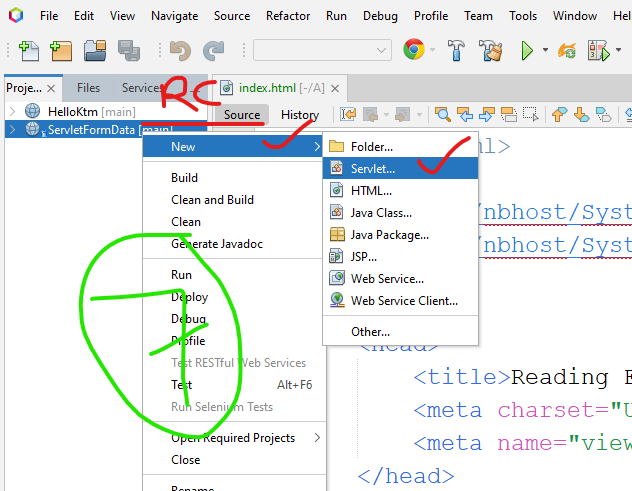 File Edit View Navigate Source Refactor Run Debug Profile Team Tools Window Help
Proje... Files Services index.html [-/A]
RC
HelloKtm [main] Source History
ServletFormData [main]
New
Build
Clean and Build
Clean
Generate Javadoc
Run
Deploy
Debug
Profile
Test RESTful Web Services
Test Alt+F6
Run Selenium Tests
Open Required Projects
Close
Rename
7
Folder...
Servlet...
HTML...
Java Class...
Java Package...
JSP...
Web Service...
Web Service Client...
Other...
ml>
/nbhost/Syst
/nbhost/Syst
<head>
<title>Reading E
<meta charset="U
<meta name="view
</head>